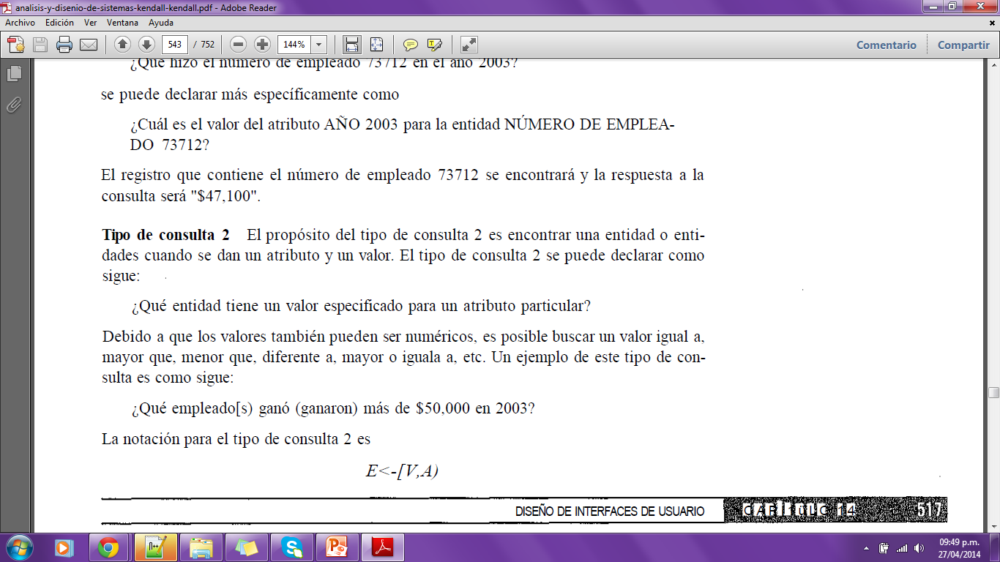 analisis-y-disenio-de-sistemas-kendall-kendall.pdf - Adobe Reader
Archivo Edición Ver Ventana Ayuda
543 / 752 144% Comentario Compartir
¿Qué hizo el número de empleado 73712 en el año 2003?
se puede declarar más específicamente como
¿Cuál es el valor del atributo AÑO 2003 para la entidad NÚMERO DE EMPLEA-
DO 73712?
El registro que contiene el número de empleado 73712 se encontrará y la respuesta a la
consulta será "$47,100".
Tipo de consulta 2 El propósito del tipo de consulta 2 es encontrar una entidad o enti-
dades cuando se dan un atributo y un valor. El tipo de consulta 2 se puede declarar como
sigue:
¿Qué entidad tiene un valor especificado para un atributo particular?
Debido a que los valores también pueden ser numéricos, es posible buscar un valor igual a,
mayor que, menor que, diferente a, mayor o iguala a, etc. Un ejemplo de este tipo de con-
sulta es como sigue:
¿Qué empleado[s) ganó (ganaron) más de $50,000 en 2003?
La notación para el tipo de consulta 2 es
E<-[V,A)
DISEÑO DE INTERFACES DE USUARIO CAPÍTULO 14 517
09:49 p.m.
27/04/2014